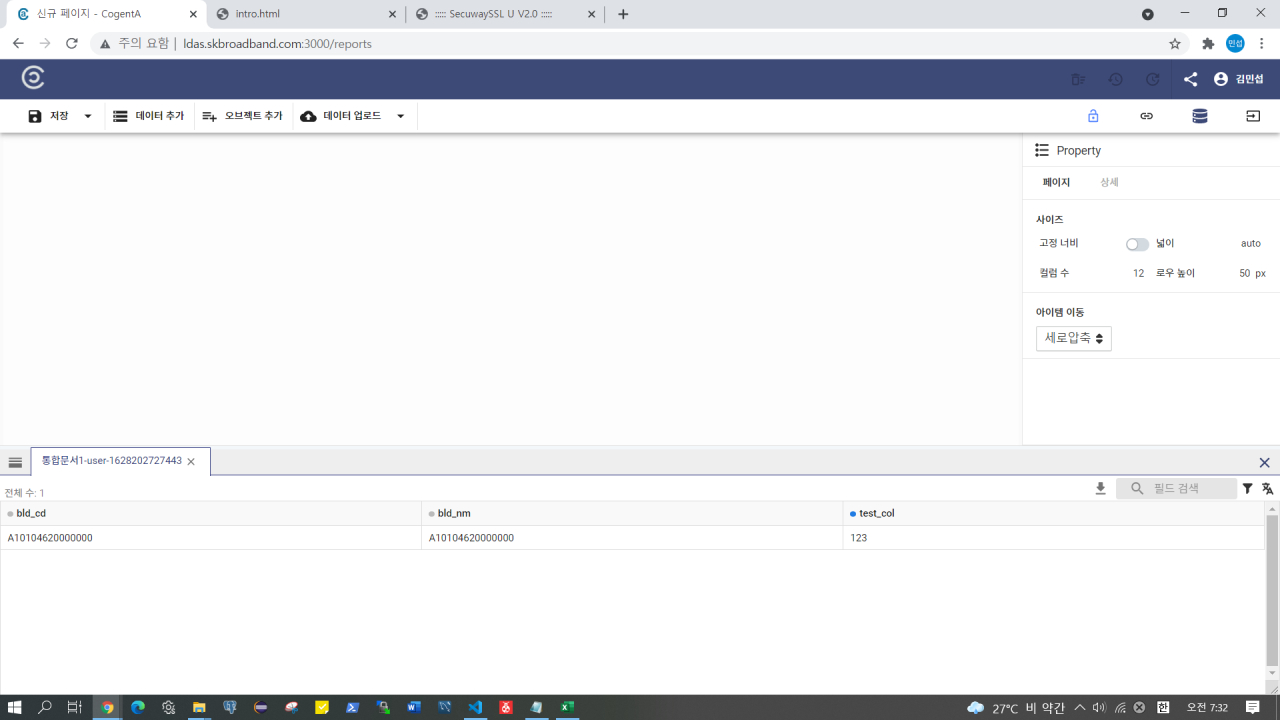 신규 페이지 - CogentA
intro.html
::::: SecuwaySSL U V2.0 :::::
주의 요함 | ldas.skbroadband.com:3000/reports
민섭
김민섭
저장
데이터 추가
오브젝트 추가
데이터 업로드
Property
페이지
상세
사이즈
고정 너비
넓이
auto
컬럼 수
12
로우 높이
50 px
아이템 이동
세로압축
통합문서1-user-1628202727443
전체 수: 1
필드 검색
bld_cd
bld_nm
test_col
A10104620000000
A10104620000000
123
27°C 비 약간
한
오전 7:32